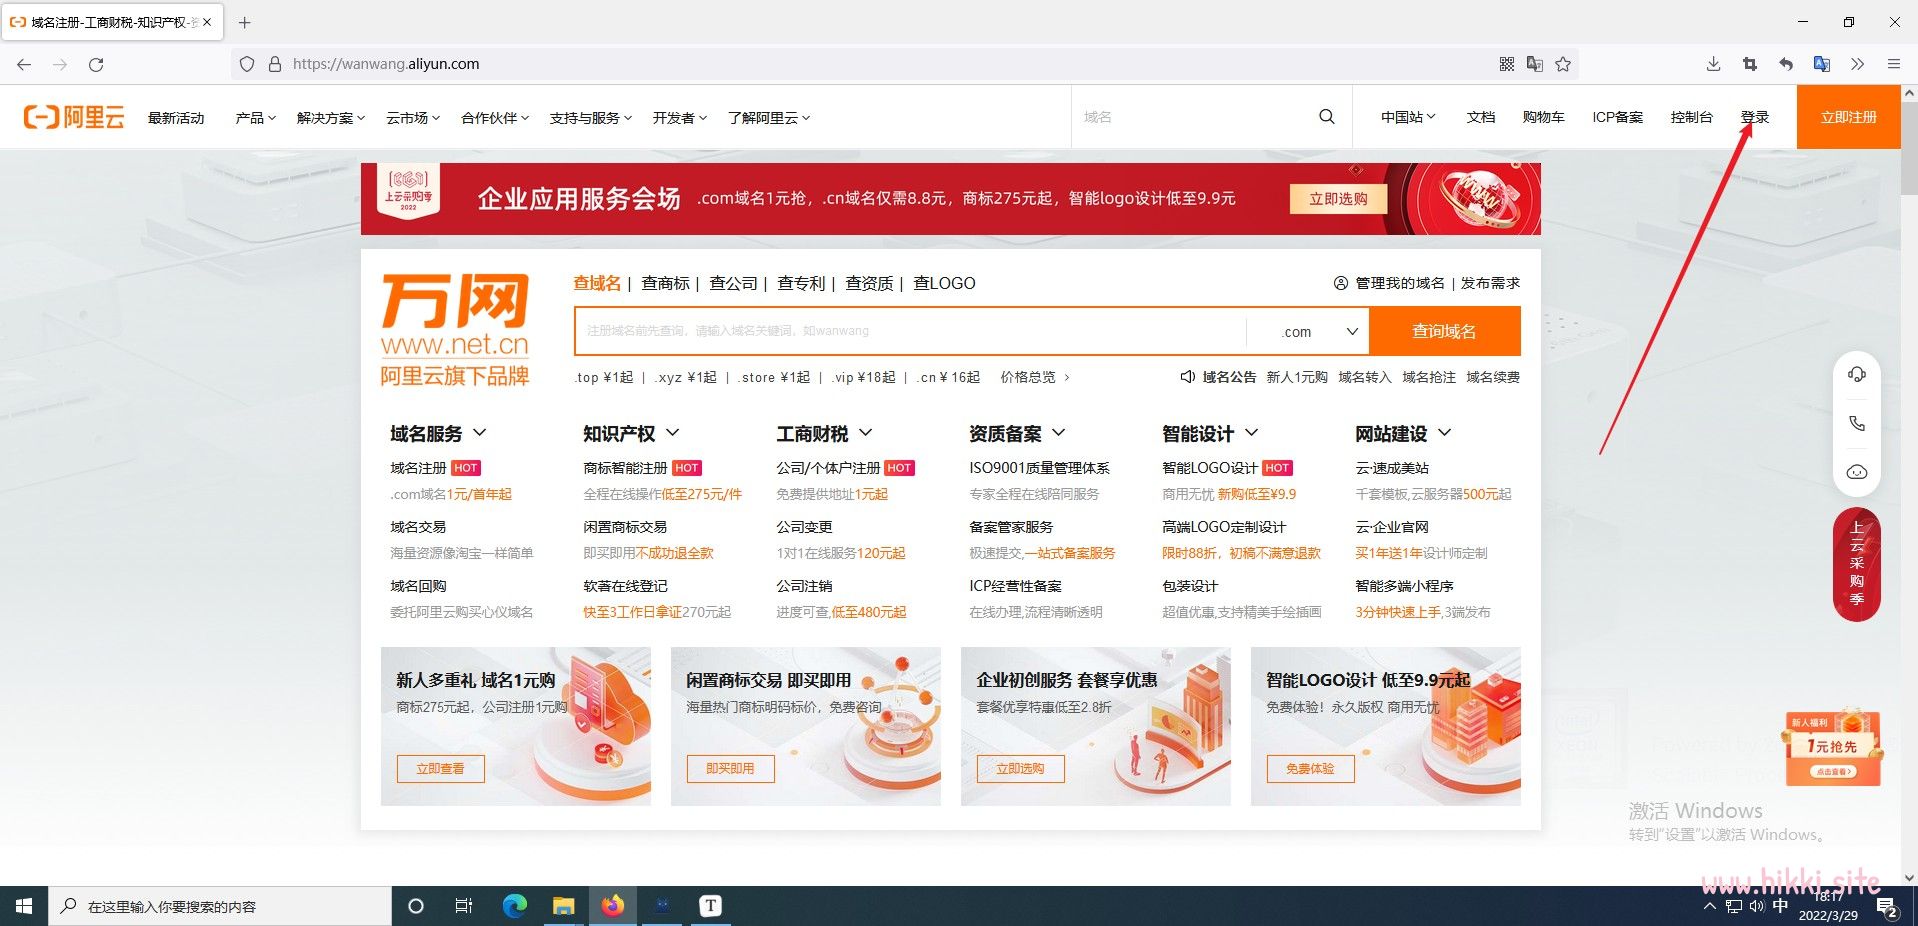 域名注册-工商财税-知识产权-资
https://wanwang.aliyun.com
阿里云 最新活动 产品 解决方案 云市场 合作伙伴 支持与服务 开发者 了解阿里云 域名 中国站 文档 购物车 ICP备案 控制台 登录 立即注册
上云采购季
2022
企业应用服务会场 .com域名1元抢，.cn域名仅需8.8元，商标275元起，智能logo设计低至9.9元 立即选购
万网
www.net.cn
阿里云旗下品牌
查域名 | 查商标 | 查公司 | 查专利 | 查资质 | 查LOGO
管理我的域名 | 发布需求
注册域名前先查询，请输入域名关键词，如wanwang .com 查询域名
.top ¥1起 | .xyz ¥1起 | .store ¥1起 | .vip ¥18起 | .cn ¥ 16起 价格总览 >
域名公告 新人1元购 域名转入 域名抢注 域名续费
域名服务 知识产权 工商财税 资质备案 智能设计 网站建设
域名注册 HOT 商标智能注册 HOT 公司/个体户注册 HOT ISO9001质量管理体系 智能LOGO设计 HOT 云·速成美站
.com域名1元/首年起 全程在线操作低至275元/件 免费提供地址1元起 专家全程在线陪同服务 商用无忧 新购低至¥9.9 千套模板,云服务器500元起
域名交易 闲置商标交易 公司变更 备案管家服务 高端LOGO定制设计 云·企业官网
海量资源像淘宝一样简单 即买即用不成功退全款 1对1在线服务120元起 极速提交,一站式备案服务 限时88折，初稿不满意退款 买1年送1年设计师定制
域名回购 软著在线登记 公司注销 ICP经营性备案 包装设计 智能多端小程序
委托阿里云购买心仪域名 快至3工作日拿证270元起 进度可查,低至480元起 在线办理,流程清晰透明 超值优惠,支持精美手绘插画 3分钟快速上手,3端发布
新人多重礼 域名1元购
商标275元起，公司注册1元购
立即查看
闲置商标交易 即买即用
海量热门商标明码标价，免费咨询
即买即用
企业初创服务 套餐享优惠
套餐优享特惠低至2.8折
立即选购
智能LOGO设计 低至9.9元起
免费体验！永久版权 商用无忧
免费体验
上云采购季
新人福利
1元抢先
点击查看>
激活 Windows
转到"设置"以激活 Windows。
www.hikki.site
在这里输入你要搜索的内容
T
中
18:17
2022/3/29
2